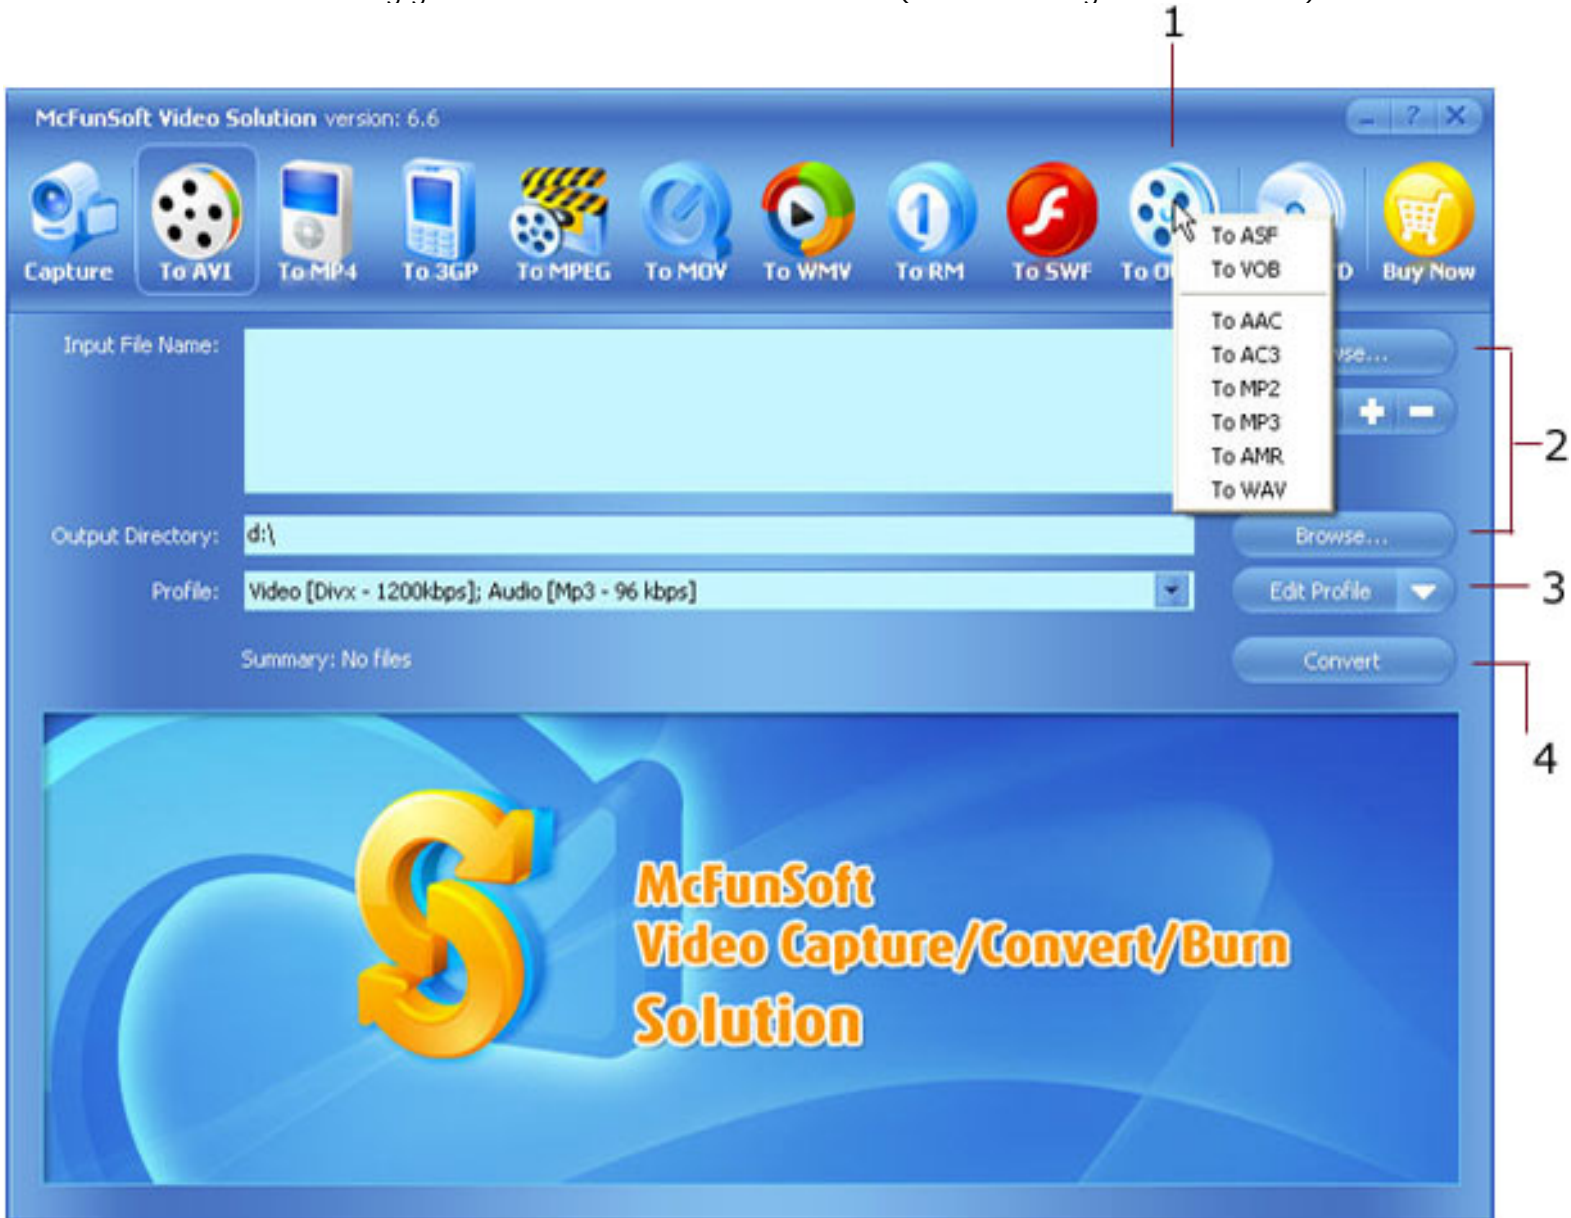 1
McFunSoft Video Solution version: 6.6
? X
Capture To AVI To MP4 To 3GP To MPEG To MOV To WMV To RM To SWF To Buy Now
To ASF
To VOB
To AAC
To AC3
To MP2
To MP3
To AMR
To WAV
Input File Name:
2
Output Directory: d:\ Browse...
Profile: Video [Divx - 1200kbps]; Audio [Mp3 - 96 kbps] Edit Profile 3
Summary: No files Convert
4
McFunSoft
Video Capture/Convert/Burn
Solution